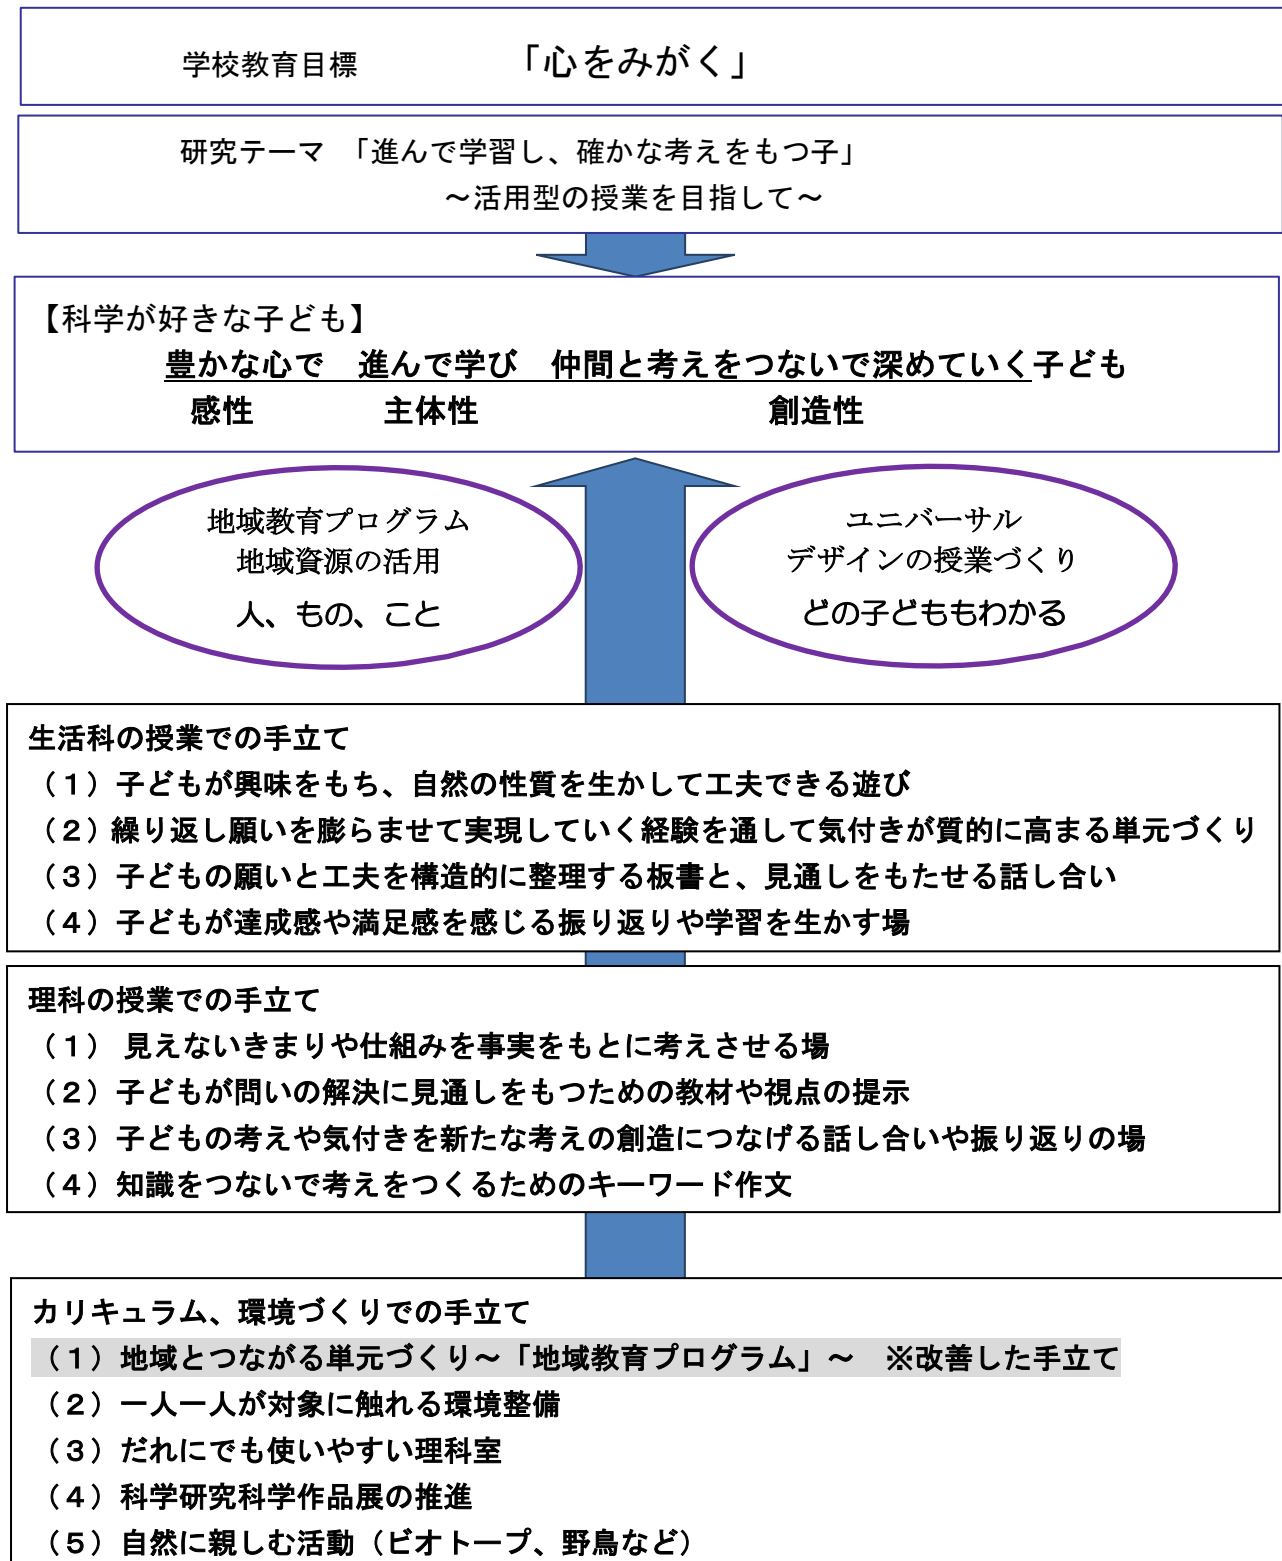 学校教育目標　「心をみがく」
研究テーマ　「進んで学習し、確かな考えをもつ子」
～活用型の授業を目指して～
【科学が好きな子ども】
豊かな心で　進んで学び　仲間と考えをつないで深めていく子ども
感性　主体性　創造性
地域教育プログラム
地域資源の活用
人、もの、こと
ユニバーサル
デザインの授業づくり
どの子どももわかる
生活科の授業での手立て
（１）子どもが興味をもち、自然の性質を生かして工夫できる遊び
（２）繰り返し願いを膨らませて実現していく経験を通して気付きが質的に高まる単元づくり
（３）子どもの願いと工夫を構造的に整理する板書と、見通しをもたせる話し合い
（４）子どもが達成感や満足感を感じる振り返りや学習を生かす場
理科の授業での手立て
（１） 見えないきまりや仕組みを事実をもとに考えさせる場
（２）子どもが問いの解決に見通しをもつための教材や視点の提示
（３）子どもの考えや気付きを新たな考えの創造につなげる話し合いや振り返りの場
（４）知識をつないで考えをつくるためのキーワード作文
カリキュラム、環境づくりでの手立て
（１）地域とつながる単元づくり～「地域教育プログラム」～　※改善した手立て
（２）一人一人が対象に触れる環境整備
（３）だれにでも使いやすい理科室
（４）科学研究科学作品展の推進
（５）自然に親しむ活動（ビオトープ、野鳥など）